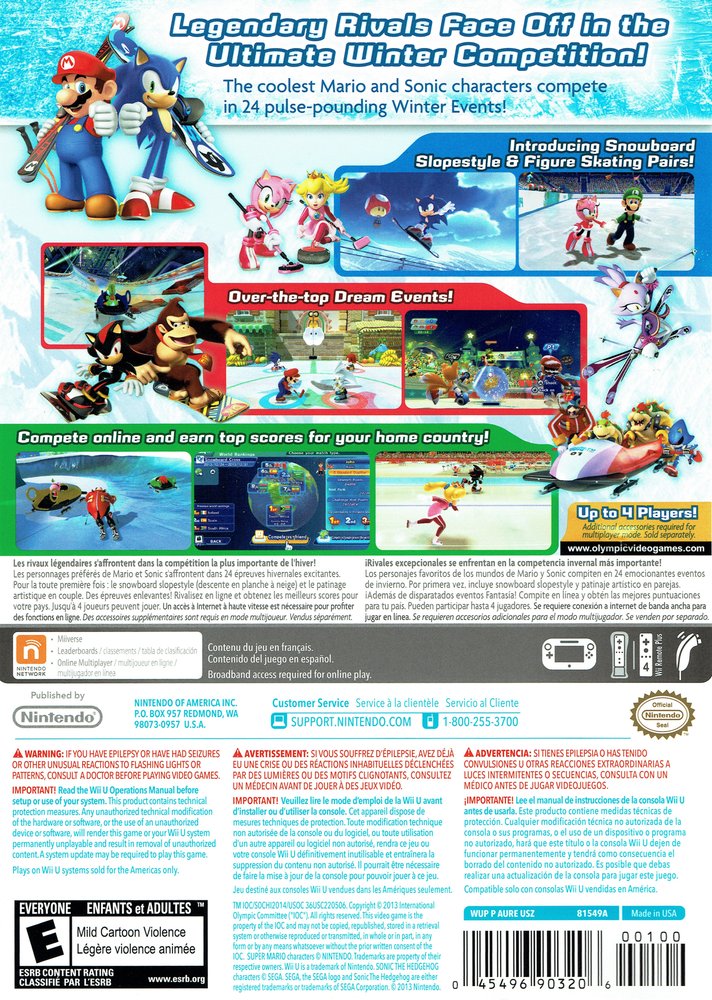 Legendary Rivals Face Off in the
Ultimate Winter Competition!
The coolest Mario and Sonic characters compete
in 24 pulse-pounding Winter Events!
Introducing Snowboard
Slopestyle & Figure Skating Pairs!
Over-the-top Dream Events!
Compete online and earn top scores for your home country!
World Rankings
BACK
Up to 4 Players!
Additional accessories required for
multiplayer mode. Sold separately.
www.olympicvideogames.com
Les rivaux légendaires s'affrontent dans la compétition la plus importante de l'hiver!
Les personnages préférés de Mario et Sonic s'affrontent dans 24 épreuves hivernales excitantes.
Pour la toute première fois : le snowboard slopestyle (descente en planche à neige) et le patinage
artistique en couple. Des épreuves enlevantes! Rivalisez en ligne et obtenez les meilleurs scores pour
votre pays. Jusqu'à 4 joueurs peuvent jouer. Un accès à Internet à haute vitesse est nécessaire pour profiter
des fonctions en ligne. Des accessoires supplémentaires sont requis en mode multijoueur. Vendus séparément.
¡Rivales excepcionales se enfrentan en la competencia invernal más importante!
Los personajes favoritos de los mundos de Mario y Sonic compiten en 24 emocionantes eventos
de invierno. Por primera vez, incluye snowboard slopestyle y patinaje artístico en parejas.
¡Además de disparatados eventos Fantasía! Compite en línea y obtén las mejores puntuaciones
para tu país. Pueden participar hasta 4 jugadores. Se requiere conexión a internet de banda ancha para
jugar en línea. Se requieren accesorios adicionales para el modo multijugador. Se venden por separado.
NINTENDO
NETWORK
• Miiverse
• Leaderboards / classements / tabla de clasificación
• Online Multiplayer / multijoueur en ligne /
multijugador en línea
Contenu du jeu en français.
Contenido del juego en español.
Broadband access required for online play.
4
Wii Remote Plus
Published by
Nintendo
NINTENDO OF AMERICA INC.
P.O. BOX 957 REDMOND, WA
98073-0957 U.S.A.
Customer Service Service à la clientèle Servicio al Cliente
SUPPORT.NINTENDO.COM 1-800-255-3700
Official
Nintendo
Seal
WARNING: IF YOU HAVE EPILEPSY OR HAVE HAD SEIZURES
OR OTHER UNUSUAL REACTIONS TO FLASHING LIGHTS OR
PATTERNS, CONSULT A DOCTOR BEFORE PLAYING VIDEO GAMES.
IMPORTANT! Read the Wii U Operations Manual before
setup or use of your system. This product contains technical
protection measures. Any unauthorized technical modification
of the hardware or software, or the use of an unauthorized
device or software, will render this game or your Wii U system
permanently unplayable and result in removal of unauthorized
content. A system update may be required to play this game.
Plays on Wii U systems sold for the Americas only.
AVERTISSEMENT: SI VOUS SOUFFREZ D'ÉPILEPSIE, AVEZ DÉJÀ
EU UNE CRISE OU DES RÉACTIONS INHABITUELLES DÉCLENCHÉES
PAR DES LUMIÈRES OU DES MOTIFS CLIGNOTANTS, CONSULTEZ
UN MÉDECIN AVANT DE JOUER À DES JEUX VIDÉO.
IMPORTANT! Veuillez lire le mode d'emploi de la Wii U avant
d'installer ou d'utiliser la console. Cet appareil dispose de
mesures techniques de protection. Toute modification technique
non autorisée de la console ou du logiciel, ou toute utilisation
d'un autre appareil ou logiciel non autorisé, rendra ce jeu ou
votre console Wii U définitivement inutilisable et entraînera la
suppression du contenu non autorisé. Il pourrait être nécessaire
de faire la mise à jour de la console pour pouvoir jouer à ce jeu.
Jeu destiné aux consoles Wii U vendues dans les Amériques seulement.
ADVERTENCIA: SI TIENES EPILEPSIA O HAS TENIDO
CONVULSIONES U OTRAS REACCIONES EXTRAORDINARIAS A
LUCES INTERMITENTES O SECUENCIAS, CONSULTA CON UN
MÉDICO ANTES DE JUGAR VIDEOJUEGOS.
¡IMPORTANTE! Lee el manual de instrucciones de la consola Wii U
antes de usarla. Este producto contiene medidas técnicas de
protección. Cualquier modificación técnica no autorizada de la
consola o sus programas, o el uso de un dispositivo o programa
no autorizado, hará que este título o la consola Wii U dejen de
funcionar permanentemente y tendrá como consecuencia el
borrado del contenido no autorizado. Es posible que debas
realizar una actualización de la consola para jugar este juego.
Compatible solo con consolas Wii U vendidas en América.
TM IOC/SOCHI2014/USOC 36USC220506. Copyright © 2013 International
Olympic Committee ("IOC"). All rights reserved. This video game is the
property of the IOC and may not be copied, republished, stored in a retrieval
system or otherwise reproduced or transmitted, in whole or in part, in any
form or by any means whatsoever without the prior written consent of the
IOC. SUPER MARIO characters © NINTENDO. Trademarks are property of their
respective owners. Wii U is a trademark of Nintendo. SONIC THE HEDGEHOG
characters © SEGA. SEGA, the SEGA logo and Sonic The Hedgehog are either
registered trademarks or trademarks of SEGA Corporation. © 2013 Nintendo.
EVERYONE ENFANTS et ADULTES ™
E
Mild Cartoon Violence
Légère violence animée
ESRB CONTENT RATING
CLASSIFIÉ PAR L'ESRB
www.esrb.org
WUP P AURE USZ 81549A Made in USA
00100
0 45496 90320 6